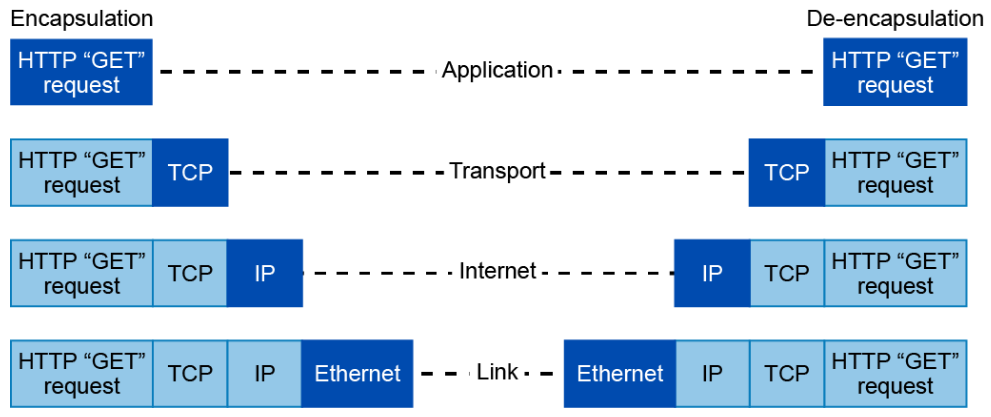 Encapsulation
De-encapsulation
HTTP “GET”
request
Application
HTTP “GET”
request
HTTP “GET”
request
TCP
Transport
TCP
HTTP “GET”
request
HTTP “GET”
request
TCP
IP
Internet
IP
TCP
HTTP “GET”
request
HTTP “GET”
request
TCP
IP
Ethernet
Link
Ethernet
IP
TCP
HTTP “GET”
request